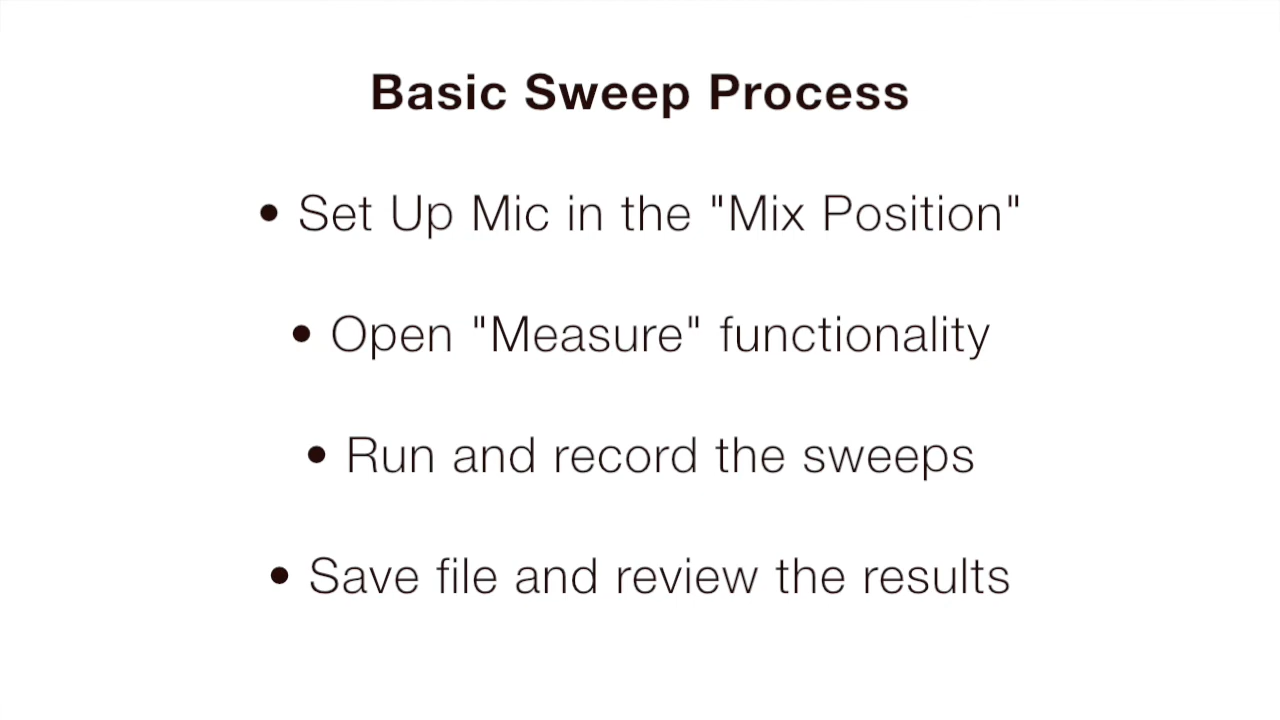 Basic Sweep Process
• Set Up Mic in the "Mix Position"
• Open "Measure" functionality
• Run and record the sweeps
• Save file and review the results